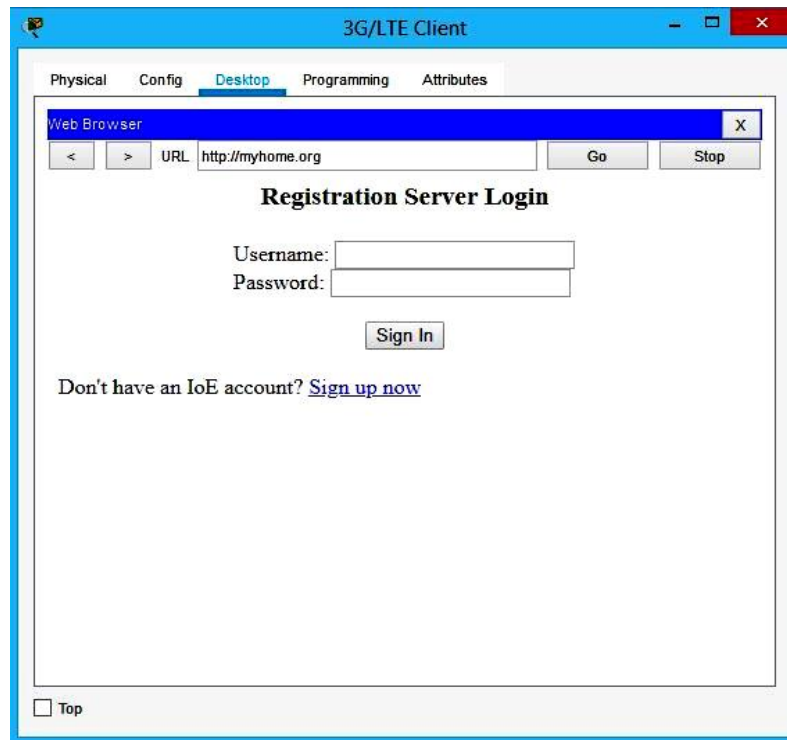 3G/LTE Client
Physical Config Desktop Programming Attributes
Web Browser X
< > URL http://myhome.org Go Stop
Registration Server Login
Username:
Password:
Sign In
Don't have an IoE account? Sign up now
Top